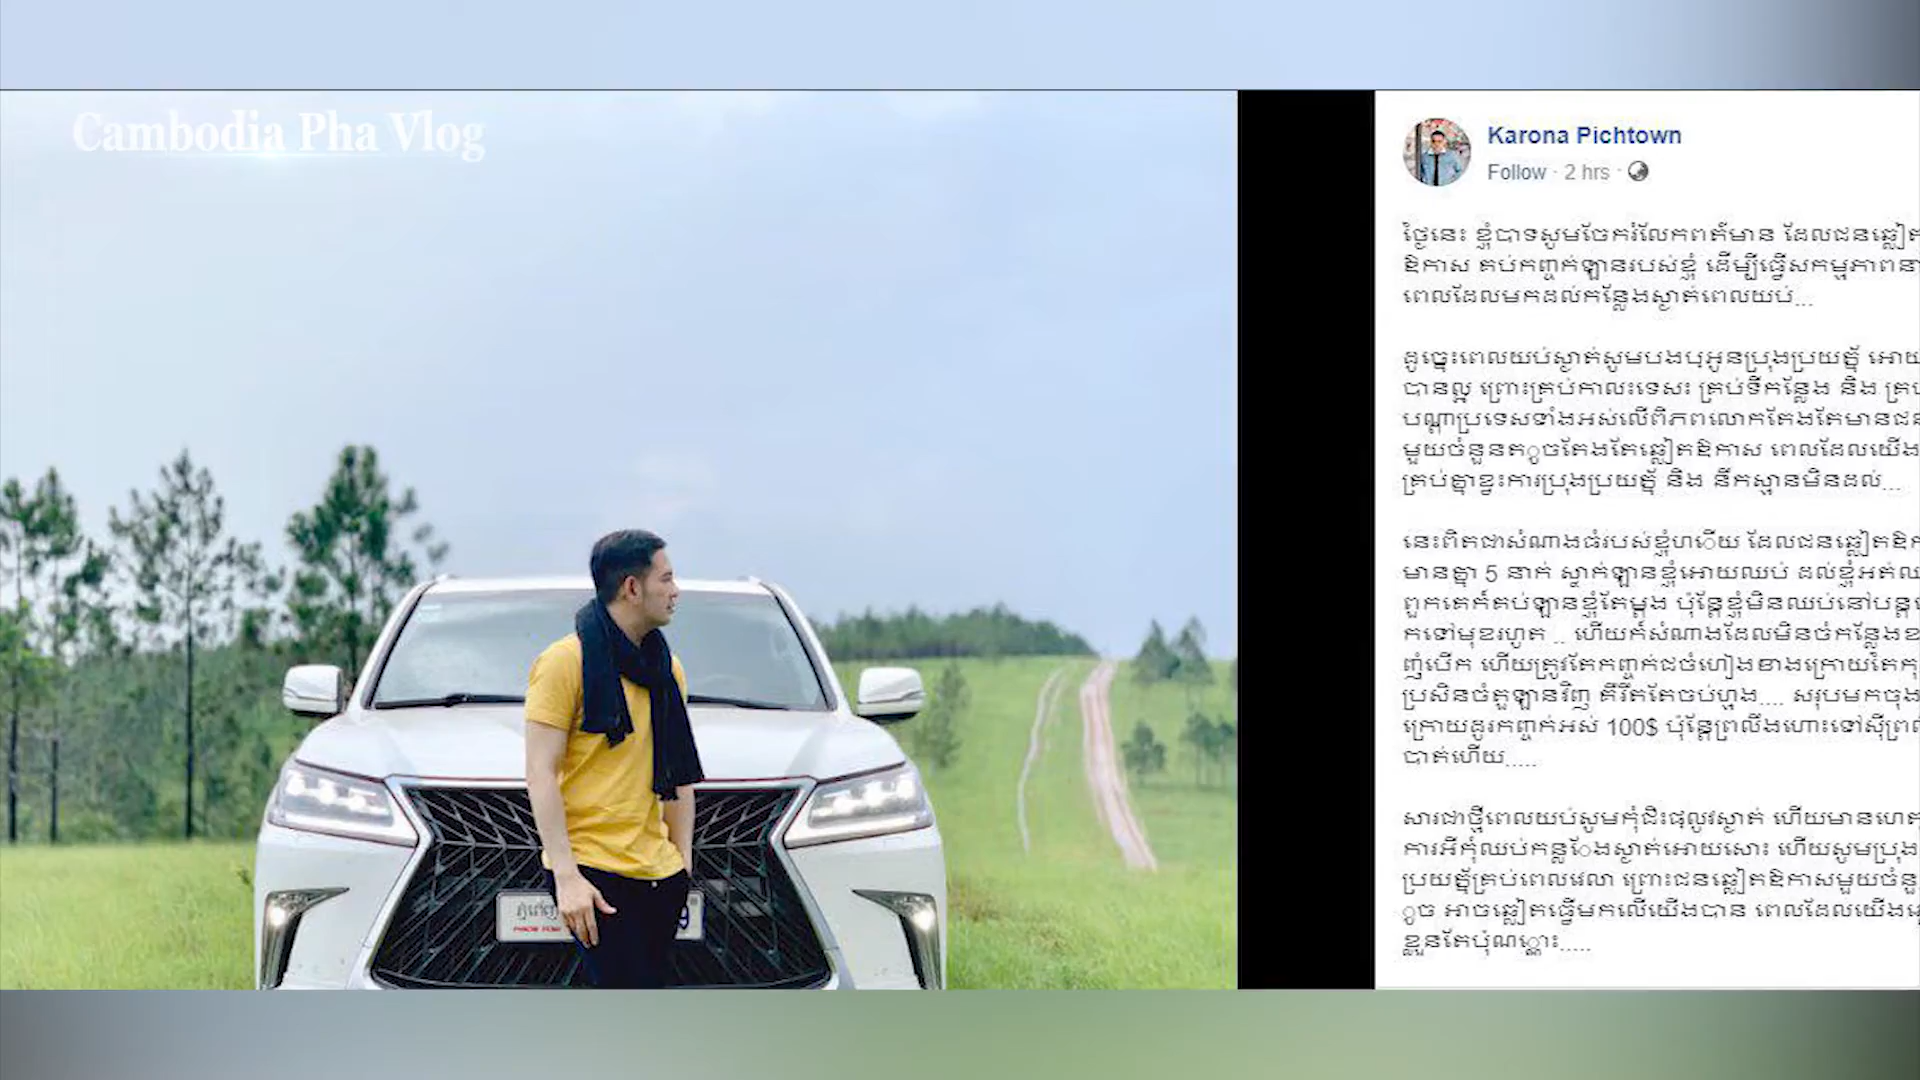 Cambodia Pha Vlog
Karona Pichtown
Follow · 2 hrs ·
ថ្ងៃនេះ ខ្ញុំបាទសូមចែករំលែកពត៌មាន ដែលជនឆ្លៀត
ឱកាស គប់កញ្ចក់ឡានរបស់ខ្ញុំ ដើម្បីធ្វើសកម្មភាពនា
ពេលដែលមកដល់កន្លែងស្ងាត់ពេលយប់...
ដូច្នេះពេលយប់ស្ងាត់សូមបងប្អូនប្រុងប្រយត្ន័ អោយ
បានល្អ ព្រោះគ្រប់កាលះទេសះ គ្រប់ទីកន្លែង និង គ្រប
បណ្តាប្រទេសទាំងអស់លើពិភពលោកតែងតែមានជន
មួយចំនួនតូចតែងតែឆ្លៀតឱកាស ពេលដែលយើង
គ្រប់គ្នាខ្វះការប្រុងប្រយត្ន័ និង នឹកស្មានមិនដល់...
នេះពិតជាសំណាងធំរបស់ខ្ញុំហើយ ដែលជនឆ្លៀតឱក
មានគ្នា 5 នាក់ ស្ទាក់ឡានខ្ញុំអោយឈប់ ដល់ខ្ញុំអត់ឈ
ពួកគេក៏គប់ឡានខ្ញុំតែម្តង ប៉ុន្តែខ្ញុំមិនឈប់នៅបន្តប
កទៅមុខរហូត .. ហើយក៏សំណាងដែលមិនចំកន្លែងខ
ញុំបើក ហើយត្រូវតែកញ្ចក់ជចំហៀងខាងក្រោយតែក
ប្រសិនចំតួឡានវិញ គឺរឹតតែចប់ហ្មង.... សរុបមកចុង
ក្រោយដូរកញ្ចក់អស់ 100$ ប៉ុន្តែព្រលឹងហោះទៅស៊ីព្រល
បាត់ហើយ.....
សារជាថ្មីពេលយប់សូមកុំជិះផ្លូវស្ងាត់ ហើយមានហេត
ការអីកុំឈប់កន្លែងស្ងាត់អោយសោះ ហើយសូមប្រុង
ប្រយត្ន័គ្រប់ពេលវេលា ព្រោះជនឆ្លៀតឱកាសមួយចំនួ
ូច អាចឆ្លៀតធ្វើមកលើយើងបាន ពេលដែលយើងធ្
ខ្លួនតែប៉ុណ្ណោះ.....
ភ្នំពេញ
9